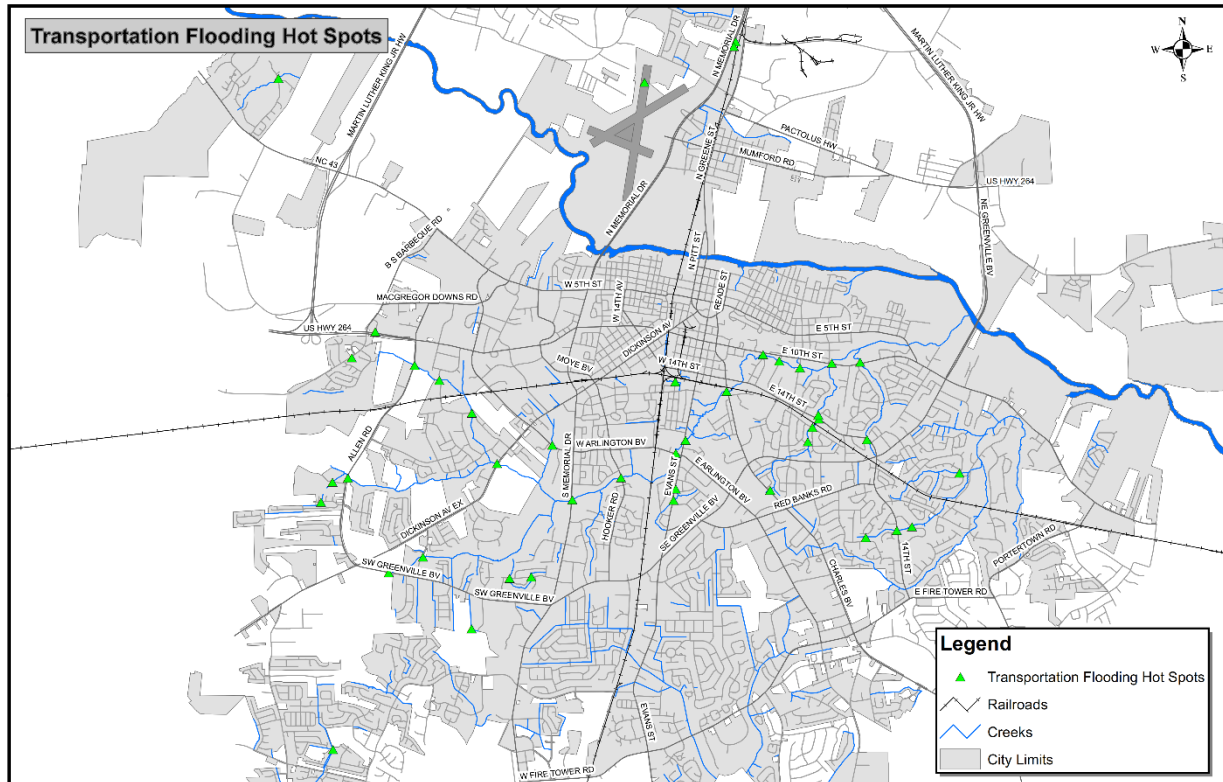 Transportation Flooding Hot Spots
N
W E
S
MARTIN LUTHER KING JR HW
N MEMORIAL DR
MARTIN LUTHER KING JR HW
NC 43
N GREENE ST
PACTOLUS HW
MUMFORD RD
US HWY 264
N MEMORIAL DR
NE GREENVILLE BV
B S BARBEQUE RD
N PITT ST
READE ST
W 5TH ST
W 14TH AV
MACGREGOR DOWNS RD
US HWY 264
DICKINSON AV
E 5TH ST
E 10TH ST
MOYE BV
W 14TH ST
E 14TH ST
ALLEN RD
S MEMORIAL DR
W ARLINGTON BV
EVANS ST
E ARLINGTON BV
RED BANKS RD
HOOKER RD
DICKINSON AV EX
SE GREENVILLE BV
14TH ST
PORTERTOWN RD
SW GREENVILLE BV
SW GREENVILLE BV
CHARLES BV
E FIRE TOWER RD
EVANS ST
W FIRE TOWER RD
Legend
Transportation Flooding Hot Spots
Railroads
Creeks
City Limits